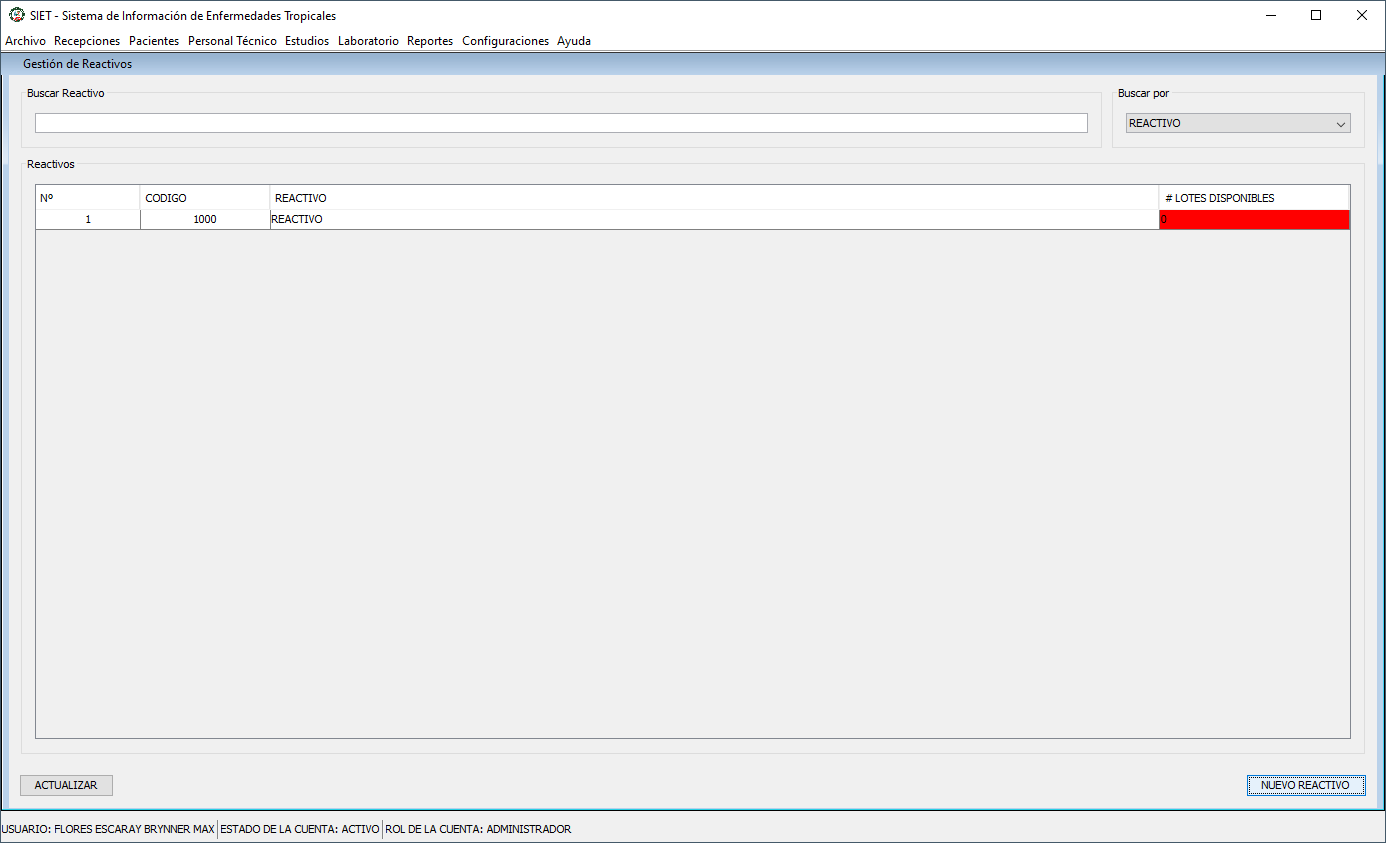 SIET - Sistema de Información de Enfermedades Tropicales
Archivo Recepciones Pacientes Personal Técnico Estudios Laboratorio Reportes Configuraciones Ayuda
Gestión de Reactivos
Buscar Reactivo
Buscar por
REACTIVO
Reactivos
Nº CODIGO REACTIVO # LOTES DISPONIBLES
1 1000 REACTIVO 0
ACTUALIZAR NUEVO REACTIVO
USUARIO: FLORES ESCARAY BRYNNER MAX ESTADO DE LA CUENTA: ACTIVO ROL DE LA CUENTA: ADMINISTRADOR